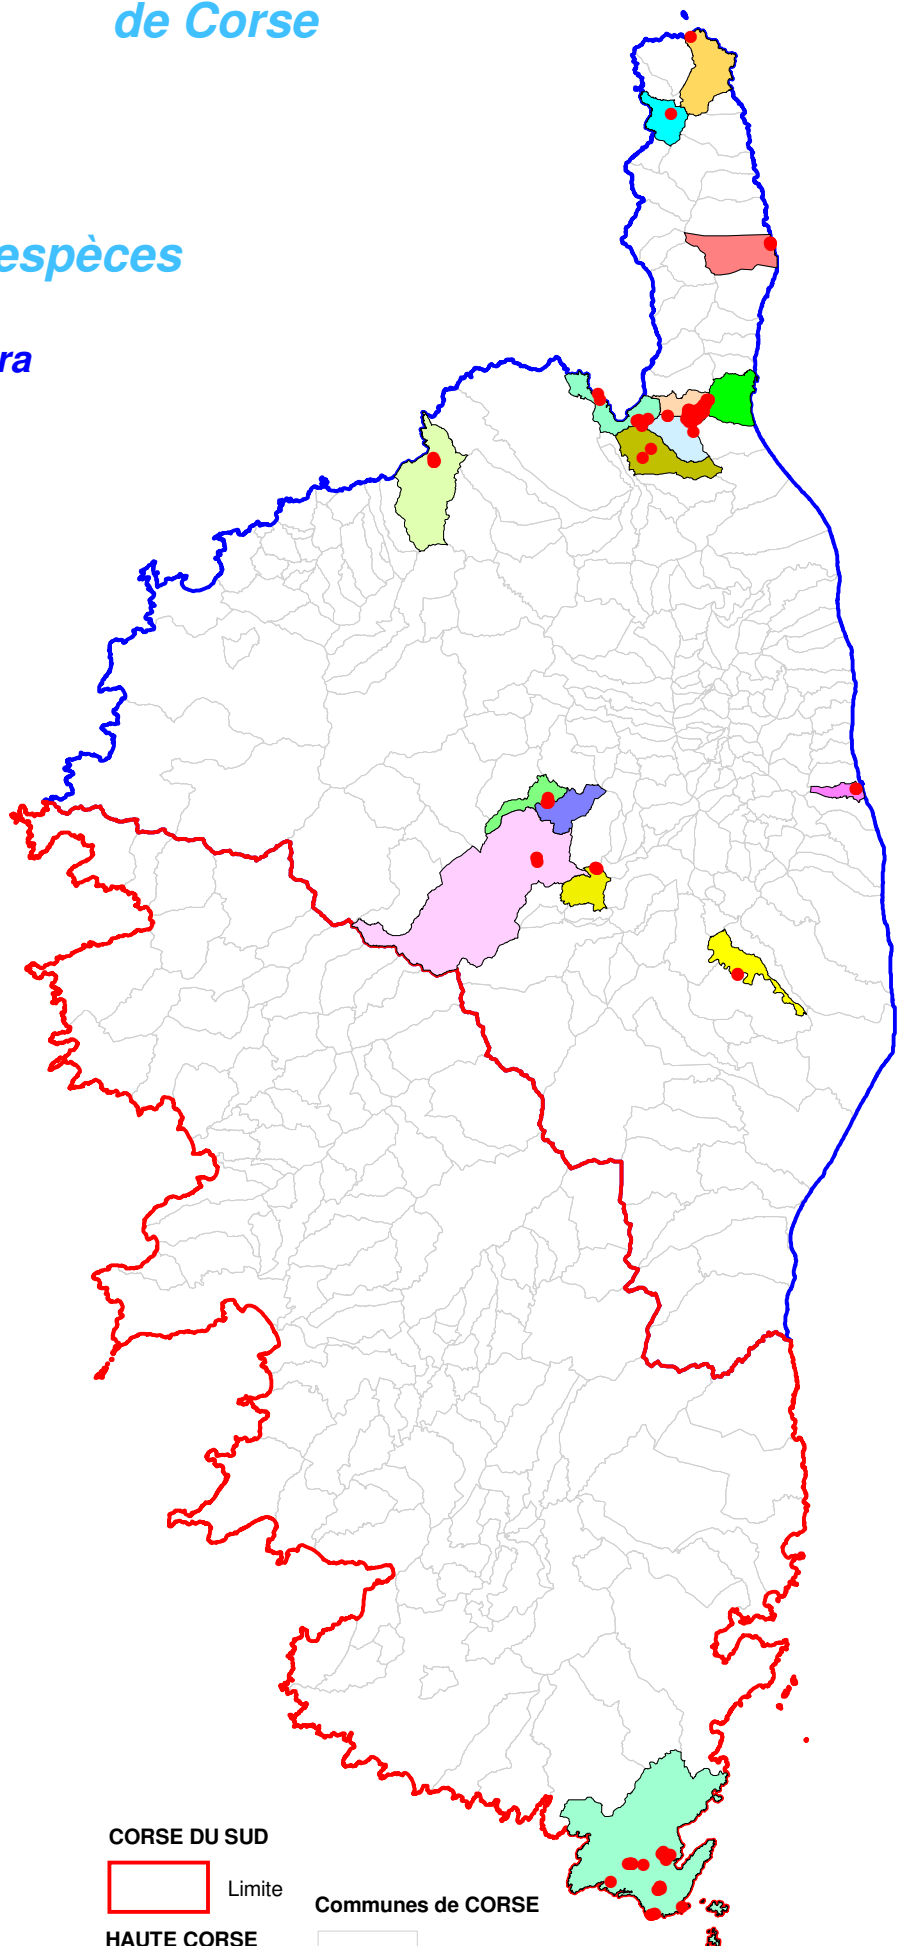 de Corse
espèces
ra
CORSE DU SUD
Limite
Communes de CORSE
HAUTE CORSE